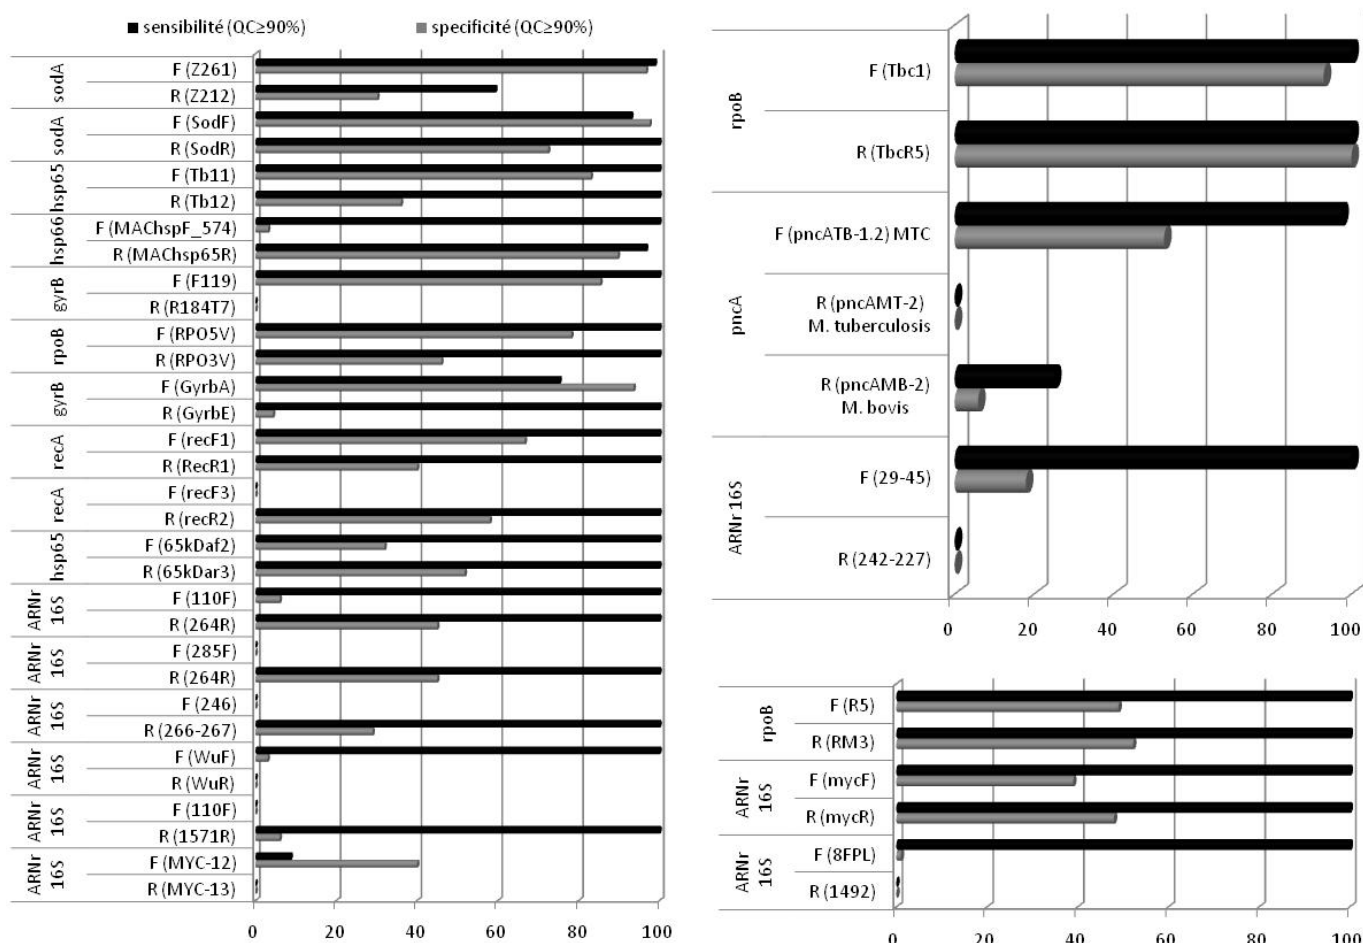 sensibilité (QC≥90%) specificité (QC≥90%)
sodA
F (Z261)
R (Z212)
sodA
F (SodF)
R (SodR)
hsp65
F (Tb11)
R (Tb12)
hsp66
F (MAChspF_574)
R (MAChsp65R)
gyrB
F (F119)
R (R184T7)
rpoB
F (RPO5V)
R (RPO3V)
gyrB
F (GyrbA)
R (GyrbE)
recA
F (recF1)
R (RecR1)
recA
F (recF3)
R (recR2)
hsp65
F (65kDaf2)
R (65kDar3)
ARNr
16S
F (110F)
R (264R)
ARNr
16S
F (285F)
R (264R)
ARNr
16S
F (246)
R (266-267)
ARNr
16S
F (WuF)
R (WuR)
ARNr
16S
F (110F)
R (1571R)
ARNr
16S
F (MYC-12)
R (MYC-13)
0 20 40 60 80 100
rpoB
F (Tbc1)
R (TbcR5)
pncA
F (pncATB-1.2) MTC
R (pncAMT-2)
M. tuberculosis
R (pncAMB-2)
M. bovis
ARNr 16S
F (29-45)
R (242-227)
0 20 40 60 80 100
rpoB
F (R5)
R (RM3)
ARNr
16S
F (mycF)
R (mycR)
ARNr
16S
F (8FPL)
R (1492)
0 20 40 60 80 100